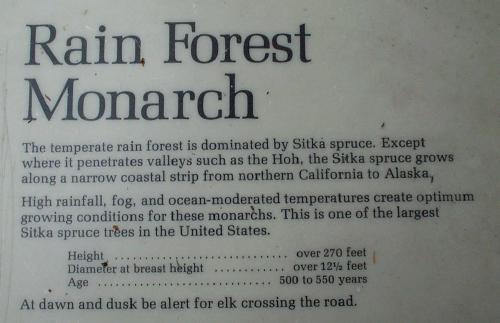 Rain Forest
Monarch
The temperate rain forest is dominated by Sitka spruce. Except
where it penetrates valleys such as the Hoh, the Sitka spruce grows
along a narrow coastal strip from northern California to Alaska.
High rainfall, fog, and ocean-moderated temperatures create optimum
growing conditions for these monarchs. This is one of the largest
Sitka spruce trees in the United States.
Height ............................. over 270 feet
Diameter at breast height ............ over 12½ feet
Age ............................. 500 to 550 years
At dawn and dusk be alert for elk crossing the road.